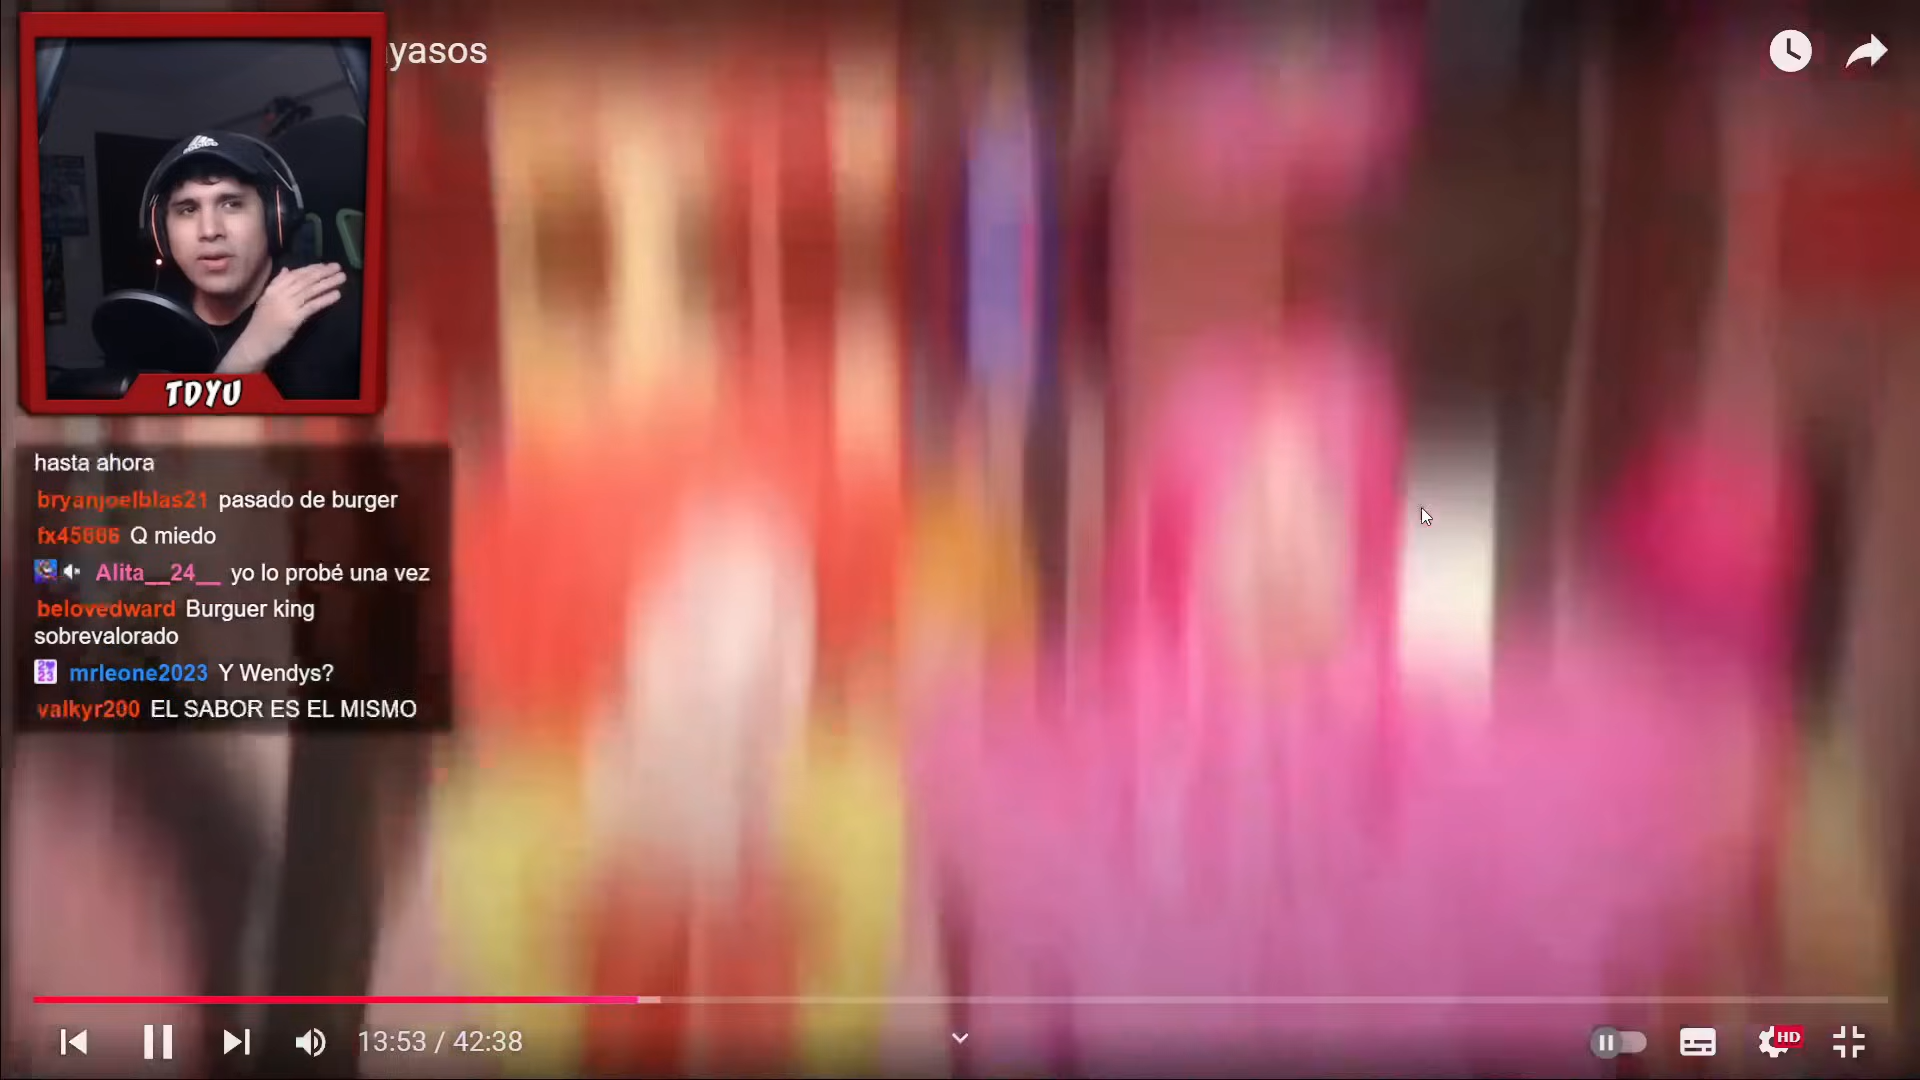 yasos
TDYU
hasta ahora
bryanjoelblas21 pasado de burger
fx45666 Q miedo
Alita__24__ yo lo probé una vez
belovedward Burguer king
sobrevalorado
mrleone2023 Y Wendys?
valkyr200 EL SABOR ES EL MISMO
13:53 / 42:38
HD